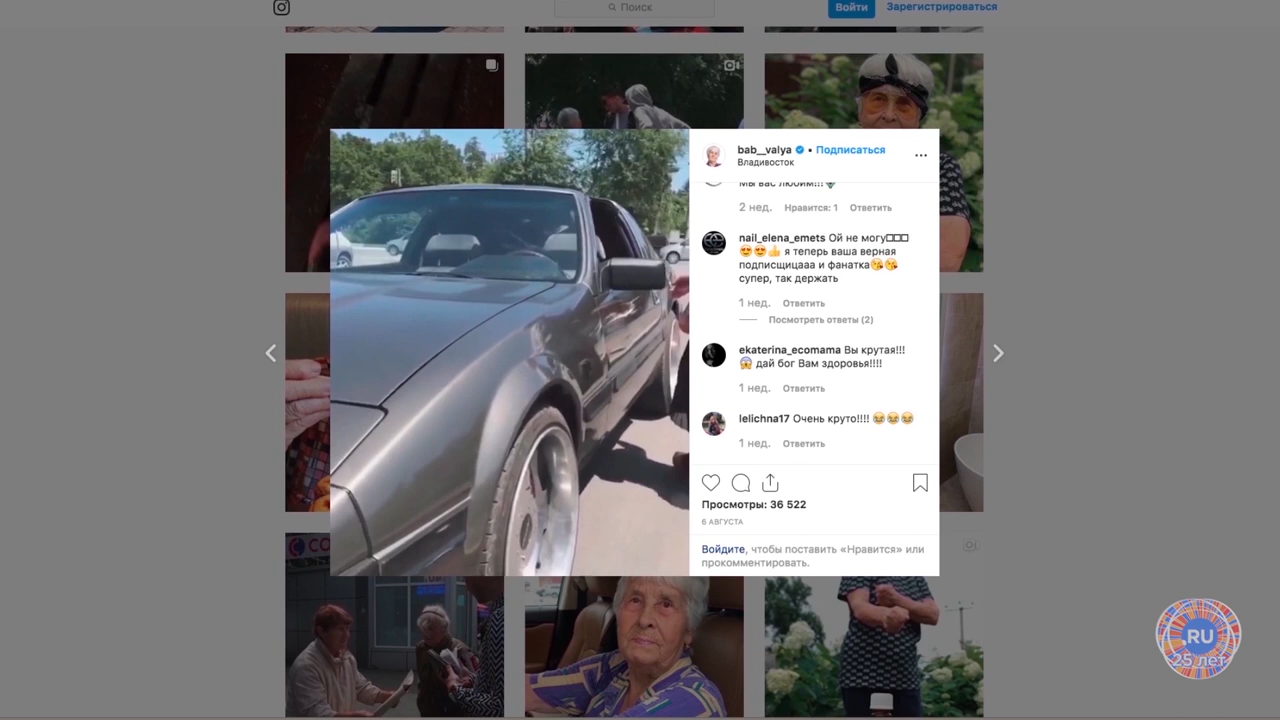 Поиск
Войти
Зарегистрироваться
bab__valya • Подписаться
Владивосток
Мы вас любим!!!
2 нед. Нравится: 1 Ответить
nail_elena_emets Ой не могу□□□
😍😍👍 я теперь ваша верная
подписщицааа и фанатка😘😘
супер, так держать
1 нед. Ответить
Посмотреть ответы (2)
ekaterina_ecomama Вы крутая!!!
😱 дай бог Вам здоровья!!!!
1 нед. Ответить
lelichna17 Очень круто!!!! 😂😂😂
1 нед. Ответить
Просмотры: 36 522
6 АВГУСТА
Войдите, чтобы поставить «Нравится» или
прокомментировать.
.RU
25 лет